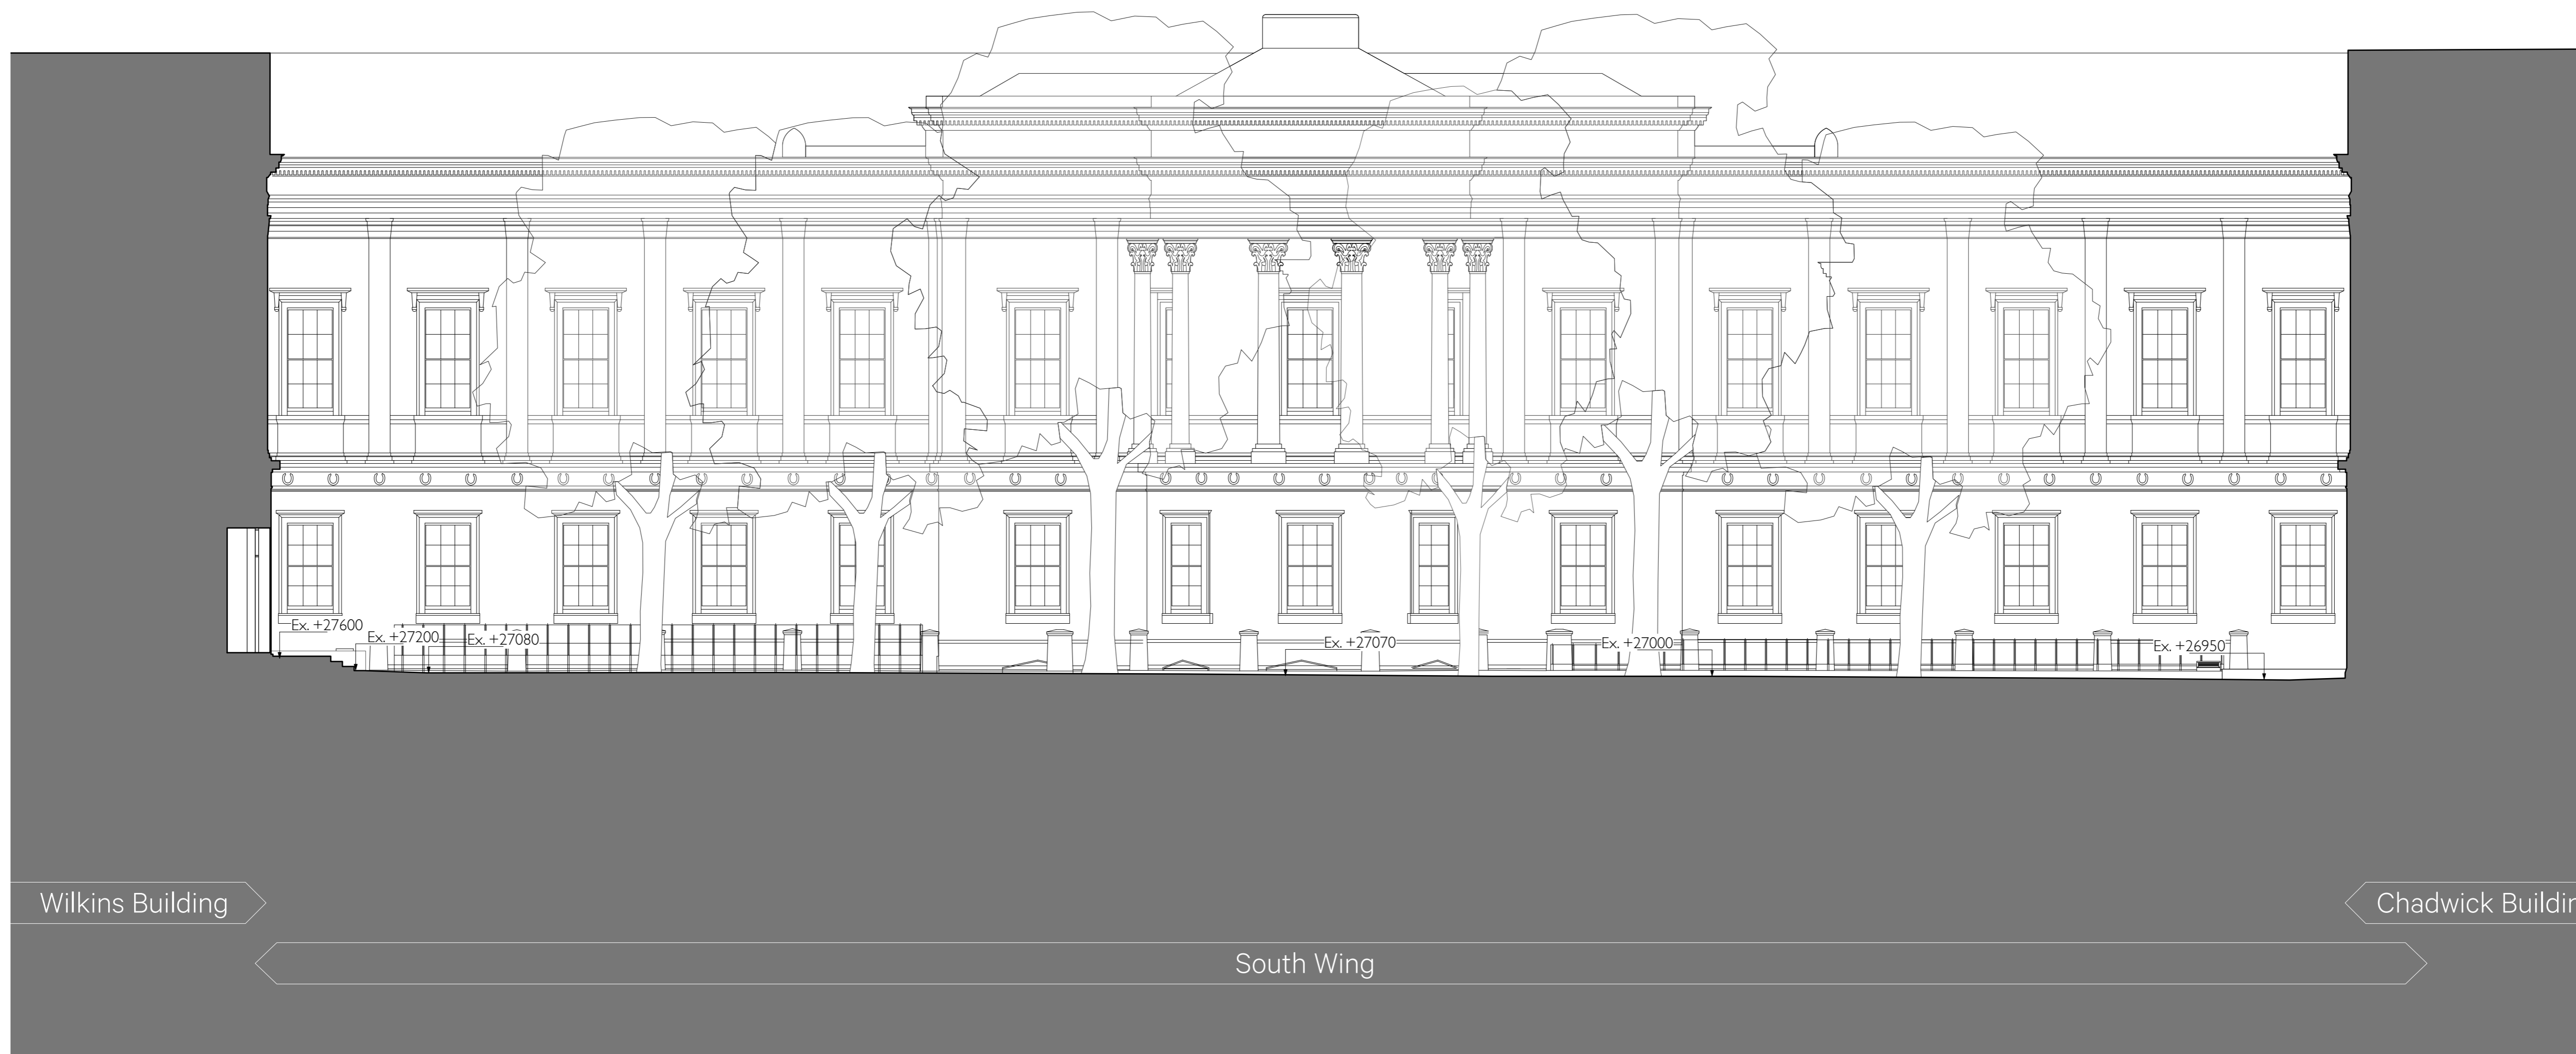 Ex. +27600
Ex. +27200
Ex. +27080
Ex. +27070
Ex. +27000
Ex. +26950
Wilkins Building
Chadwick Buildin
South Wing